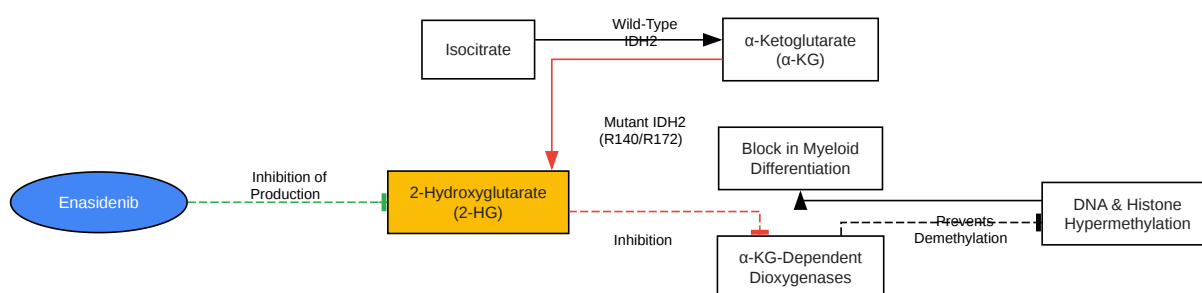 Wild-Type
IDH2
Isocitrate
α-Ketoglutarate
(α-KG)
Mutant IDH2
(R140/R172)
Block in Myeloid
Differentiation
Inhibition of
Production
Enasidenib
2-Hydroxyglutarate
(2-HG)
DNA & Histone
Hypermethylation
Prevents
Demethylation
Inhibition
α-KG-Dependent
Dioxygenases